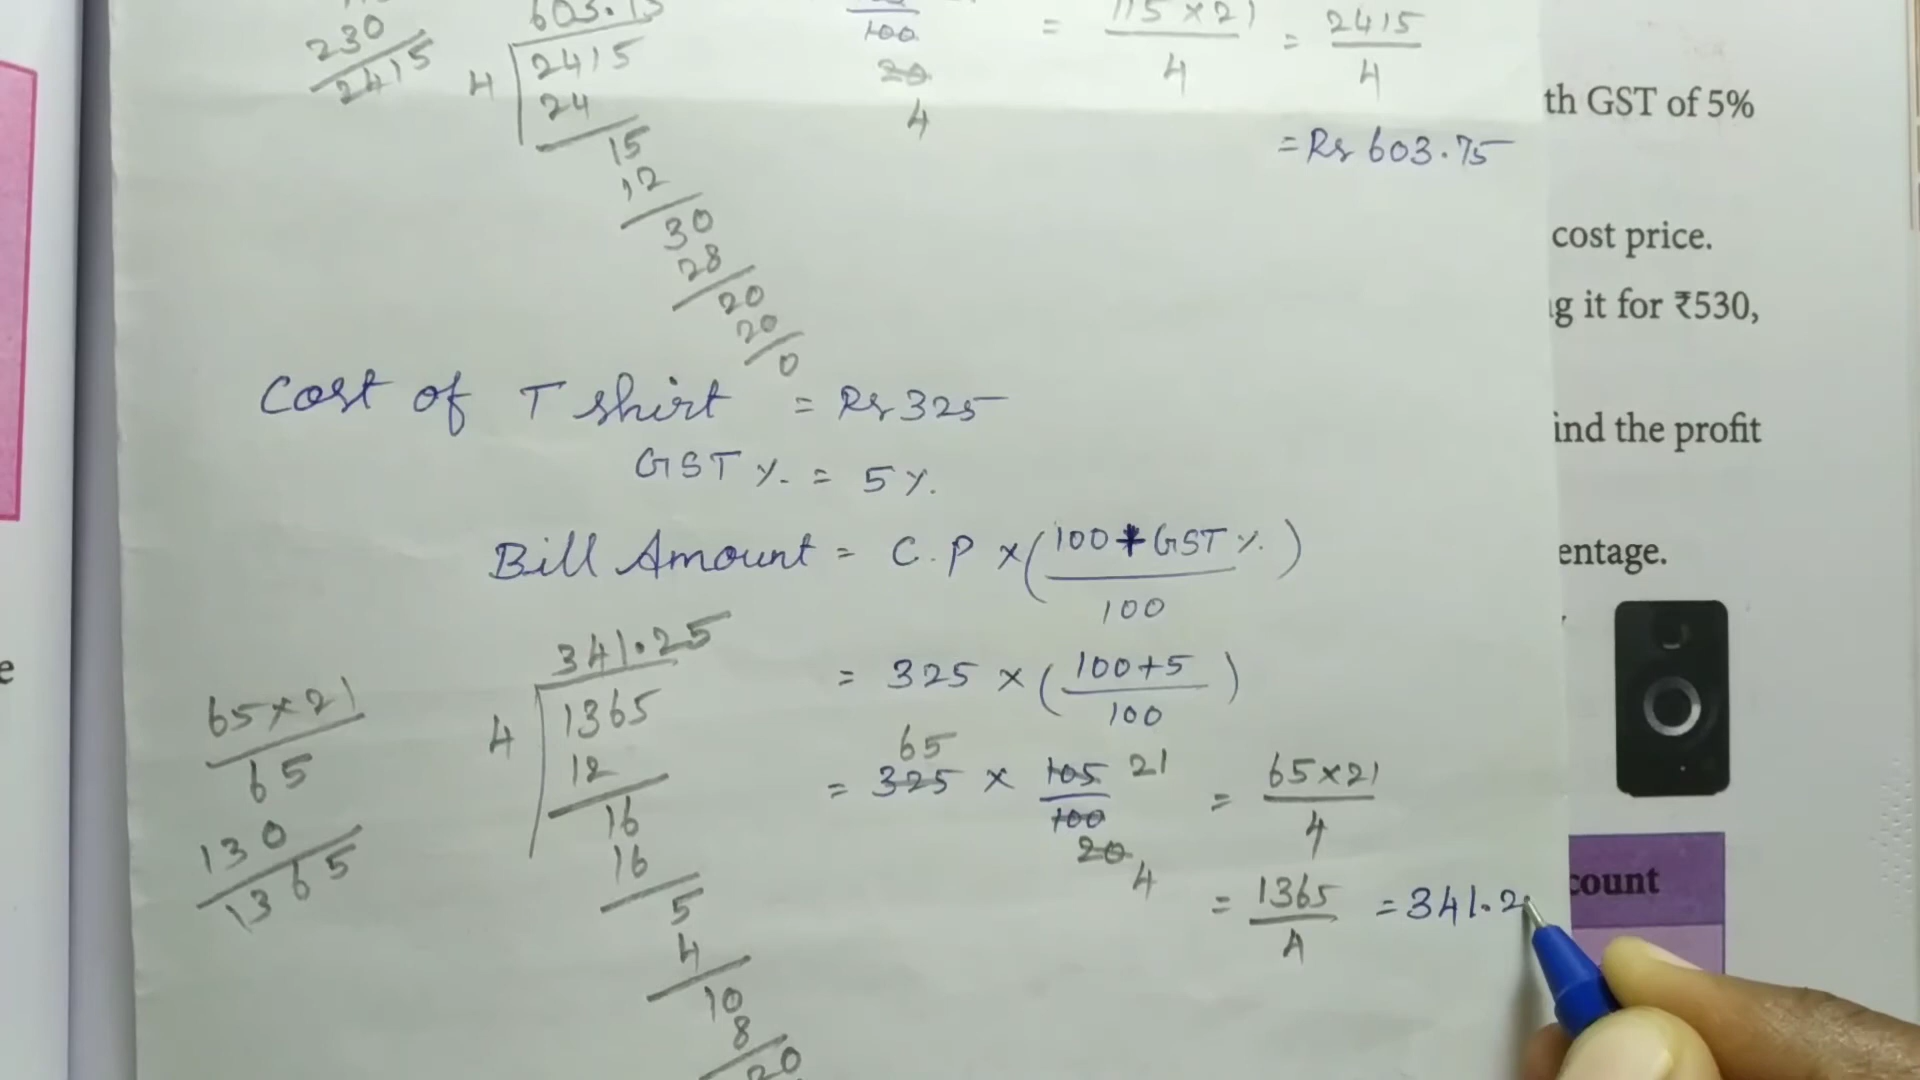 230
2415
4 2415
24
15
12
30
28
20
20
0
100
20
4
= 115 × 21 / 4 = 2415 / 4
= Rs 603.75
Cost of T shirt = Rs 325
GST %. = 5 %.
Bill Amount = C.P × ( 100 + GST %. / 100 )
= 325 × ( 100+5 / 100 )
65
= 325 × 105 / 100 21
20
4
= 65×21 / 4
= 1365 / 4 = 341.2
341.25
4 1365
12
16
16
5
4
10
8
20
65×21
65
130
1365
th GST of 5%
cost price.
g it for ₹530,
ind the profit
entage.
count
e